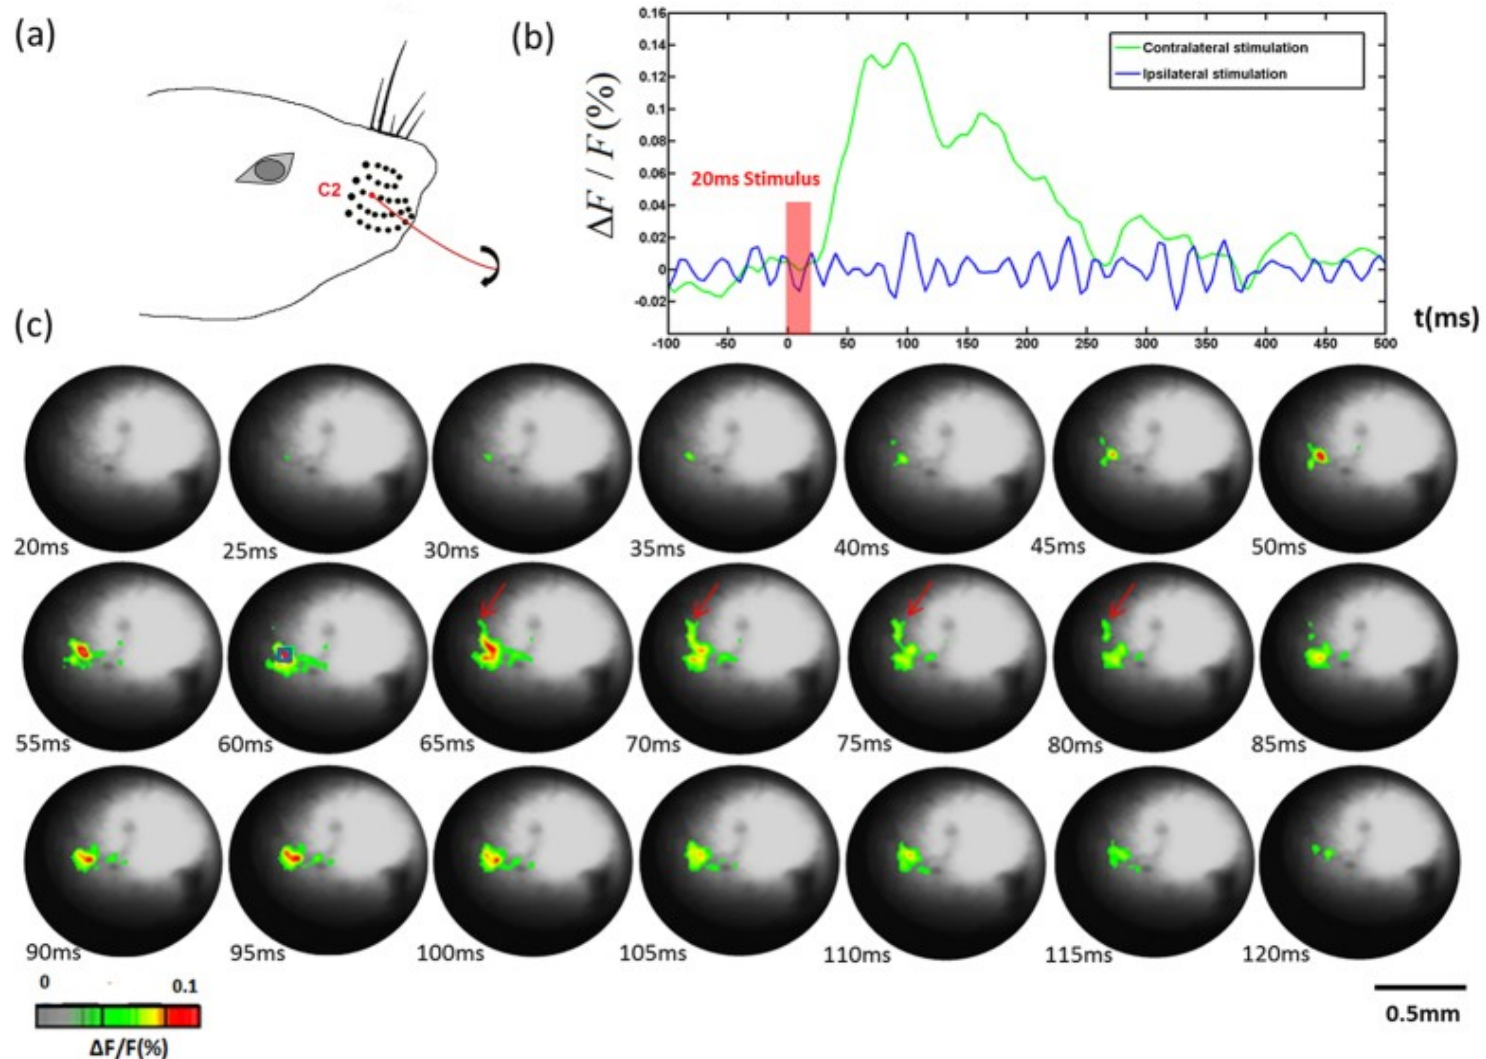 (a)
C2
(b)
0.16
0.14
0.12
0.1
0.08
0.06
0.04
0.02
0
-0.02
ΔF / F(%)
Contralateral stimulation
Ipsilateral stimulation
20ms Stimulus
-100 -50 0 50 100 150 200 250 300 350 400 450 500
t(ms)
(c)
20ms 25ms 30ms 35ms 40ms 45ms 50ms
55ms 60ms 65ms 70ms 75ms 80ms 85ms
90ms 95ms 100ms 105ms 110ms 115ms 120ms
0 0.1
ΔF/F(%)
0.5mm